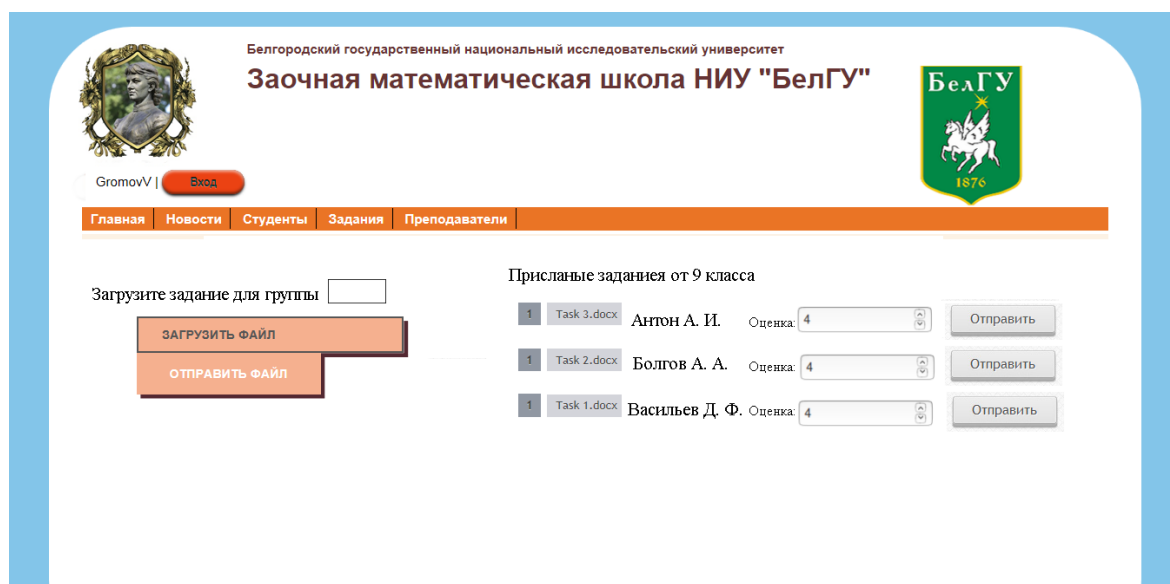 Белгородский государственный национальный исследовательский университет
Заочная математическая школа НИУ "БелГУ"
БелГУ
1876
GromovV | Вход
Главная Новости Студенты Задания Преподаватели
Загрузите задание для группы
ЗАГРУЗИТЬ ФАЙЛ
ОТПРАВИТЬ ФАЙЛ
Присланые заданиея от 9 класса
1 Task 3.docx Антон А. И. Оценка: 4 Отправить
1 Task 2.docx Болгов А. А. Оценка: 4 Отправить
1 Task 1.docx Васильев Д. Ф. Оценка: 4 Отправить